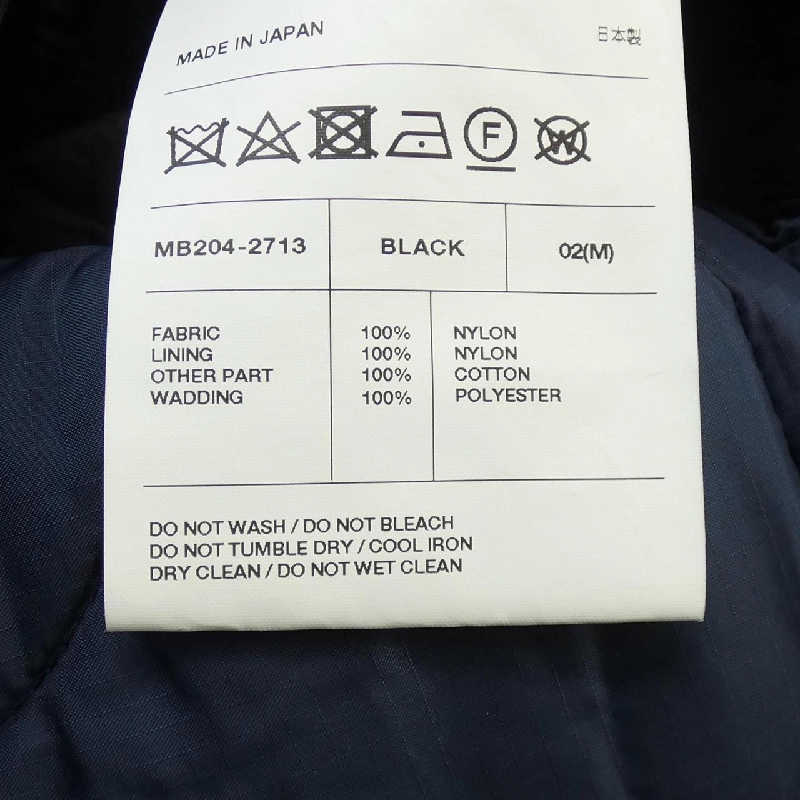 MADE IN JAPAN 日本製
F W
MB204-2713 BLACK 02(M)
FABRIC 100% NYLON
LINING 100% NYLON
OTHER PART 100% COTTON
WADDING 100% POLYESTER
DO NOT WASH / DO NOT BLEACH
DO NOT TUMBLE DRY / COOL IRON
DRY CLEAN / DO NOT WET CLEAN